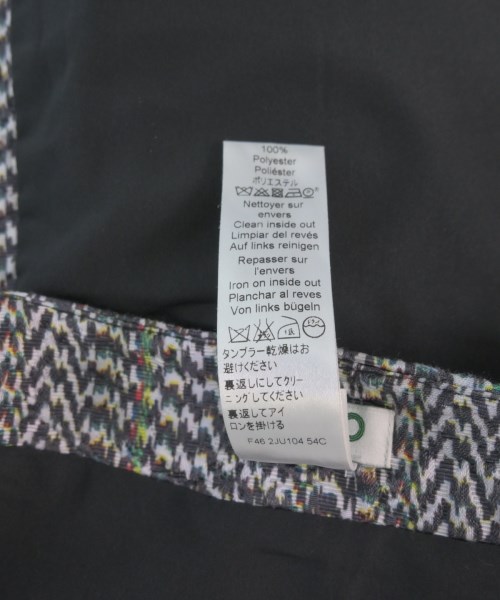 100%
Polyester
Poliéster
ポリエステル
Nettoyer sur
envers
Clean inside out
Limpiar del revés
Auf links reinigen
Repasser sur
l'envers
Iron on inside out
Planchar al reves
Von links bügeln
タンブラー乾燥はお
避けください
裏返しにしてクリー
ニングしてください
裏返してアイ
ロンを掛ける
F46 2JU104 54C
O